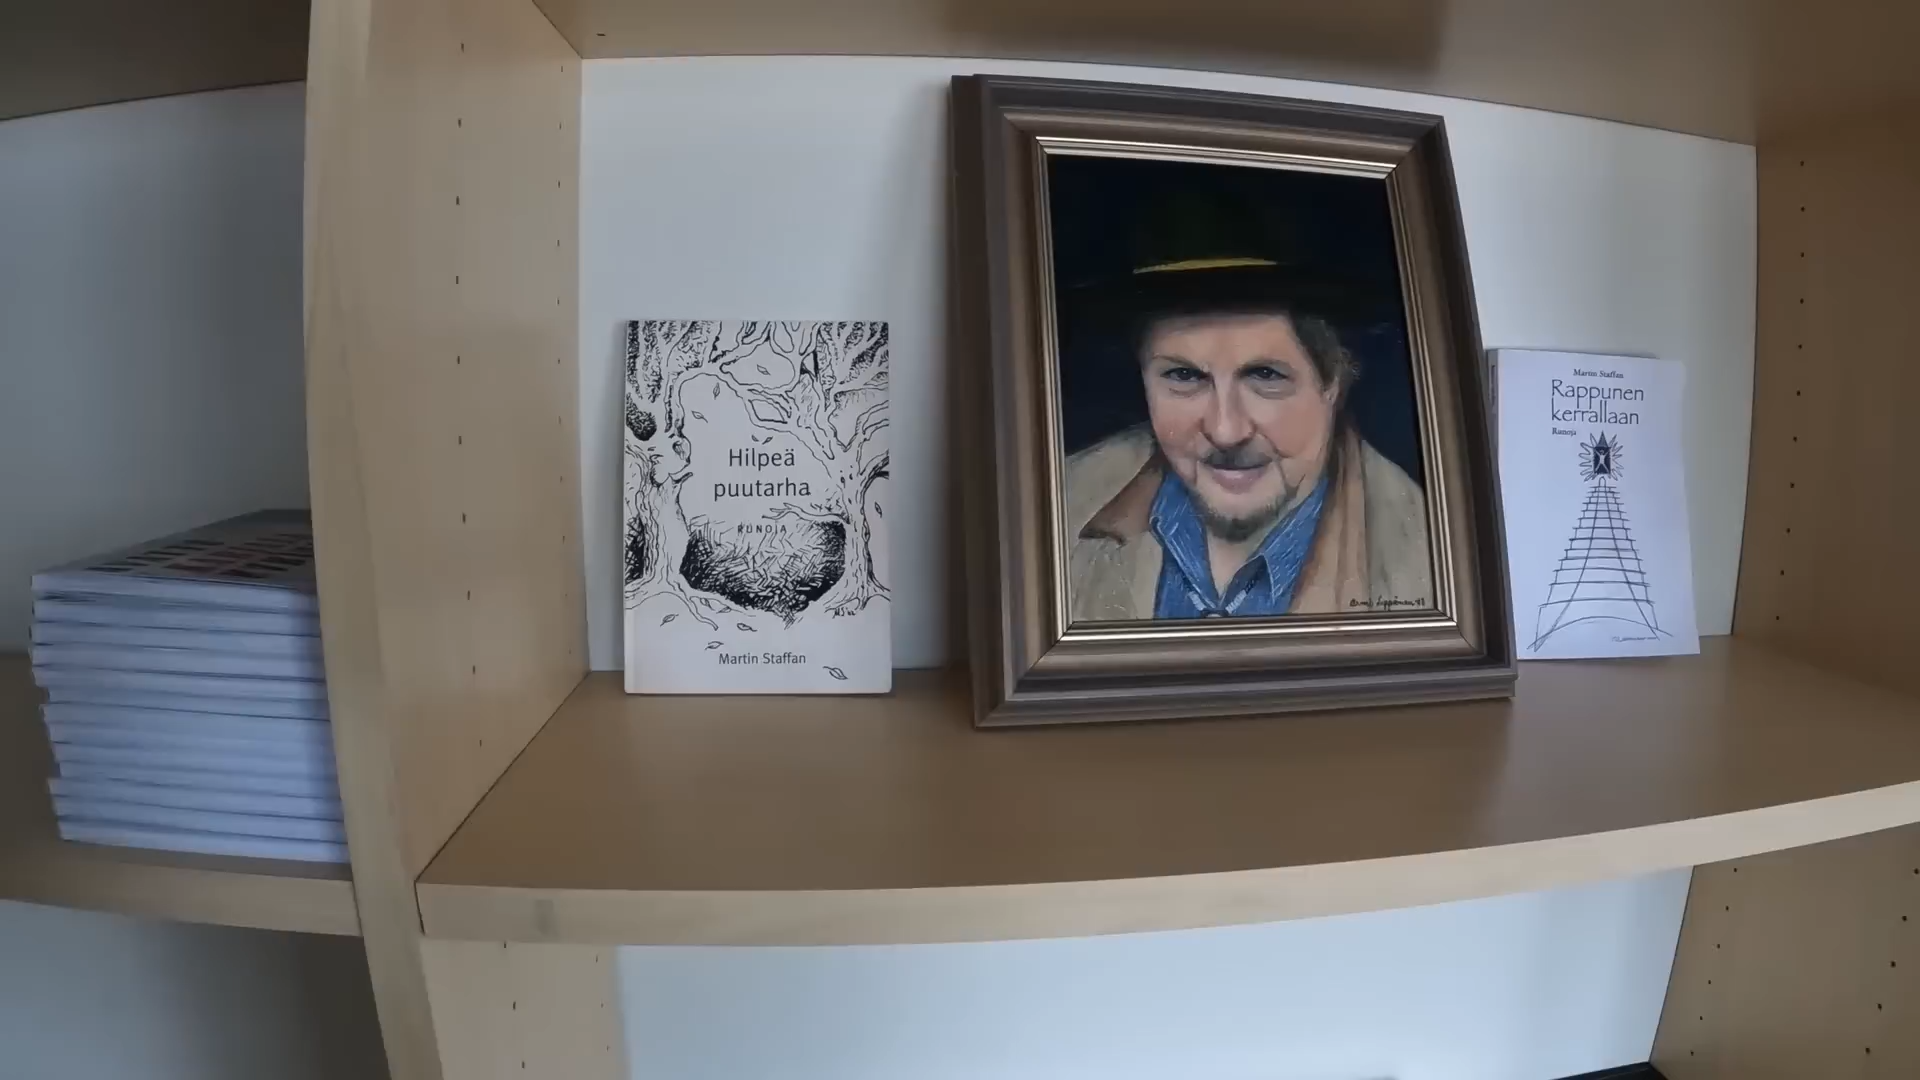 Hilpeä
puutarha
RUNOJA
Martin Staffan
Martin Staffan
Rappunen
kerrallaan
Runoja